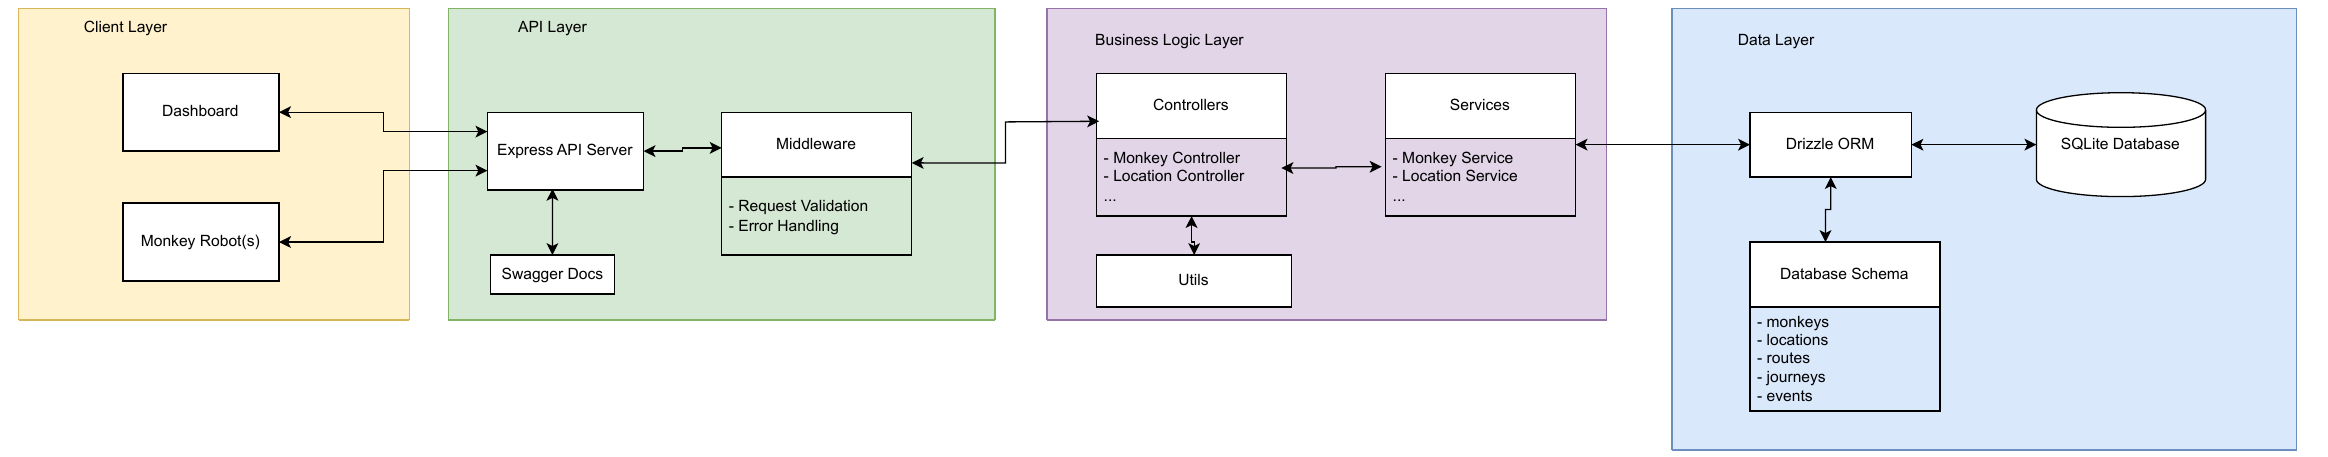 Client Layer
Dashboard
Monkey Robot(s)
API Layer
Express API Server
Swagger Docs
Middleware
- Request Validation
- Error Handling
Business Logic Layer
Controllers
- Monkey Controller
- Location Controller
...
Utils
Services
- Monkey Service
- Location Service
...
Data Layer
Drizzle ORM
SQLite Database
Database Schema
- monkeys
- locations
- routes
- journeys
- events